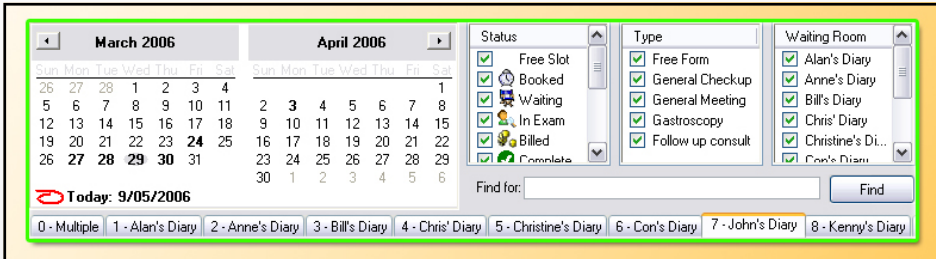 March 2006
Sun Mon Tue Wed Thu Fri Sat
26 27 28 1 2 3 4
5 6 7 8 9 10 11
12 13 14 15 16 17 18
19 20 21 22 23 24 25
26 27 28 29 30 31
April 2006
Sun Mon Tue Wed Thu Fri Sat
1
2 3 4 5 6 7 8
9 10 11 12 13 14 15
16 17 18 19 20 21 22
23 24 25 26 27 28 29
30 1 2 3 4 5 6
Today: 9/05/2006
Status
Free Slot
Booked
Waiting
In Exam
Billed
Complete
Type
Free Form
General Checkup
General Meeting
Gastroscopy
Follow up consult
Waiting Room
Alan's Diary
Anne's Diary
Bill's Diary
Chris' Diary
Christine's Di...
Con's Diary
Find for: Find
0 - Multiple 1 - Alan's Diary 2 - Anne's Diary 3 - Bill's Diary 4 - Chris' Diary 5 - Christine's Diary 6 - Con's Diary 7 - John's Diary 8 - Kenny's Diary